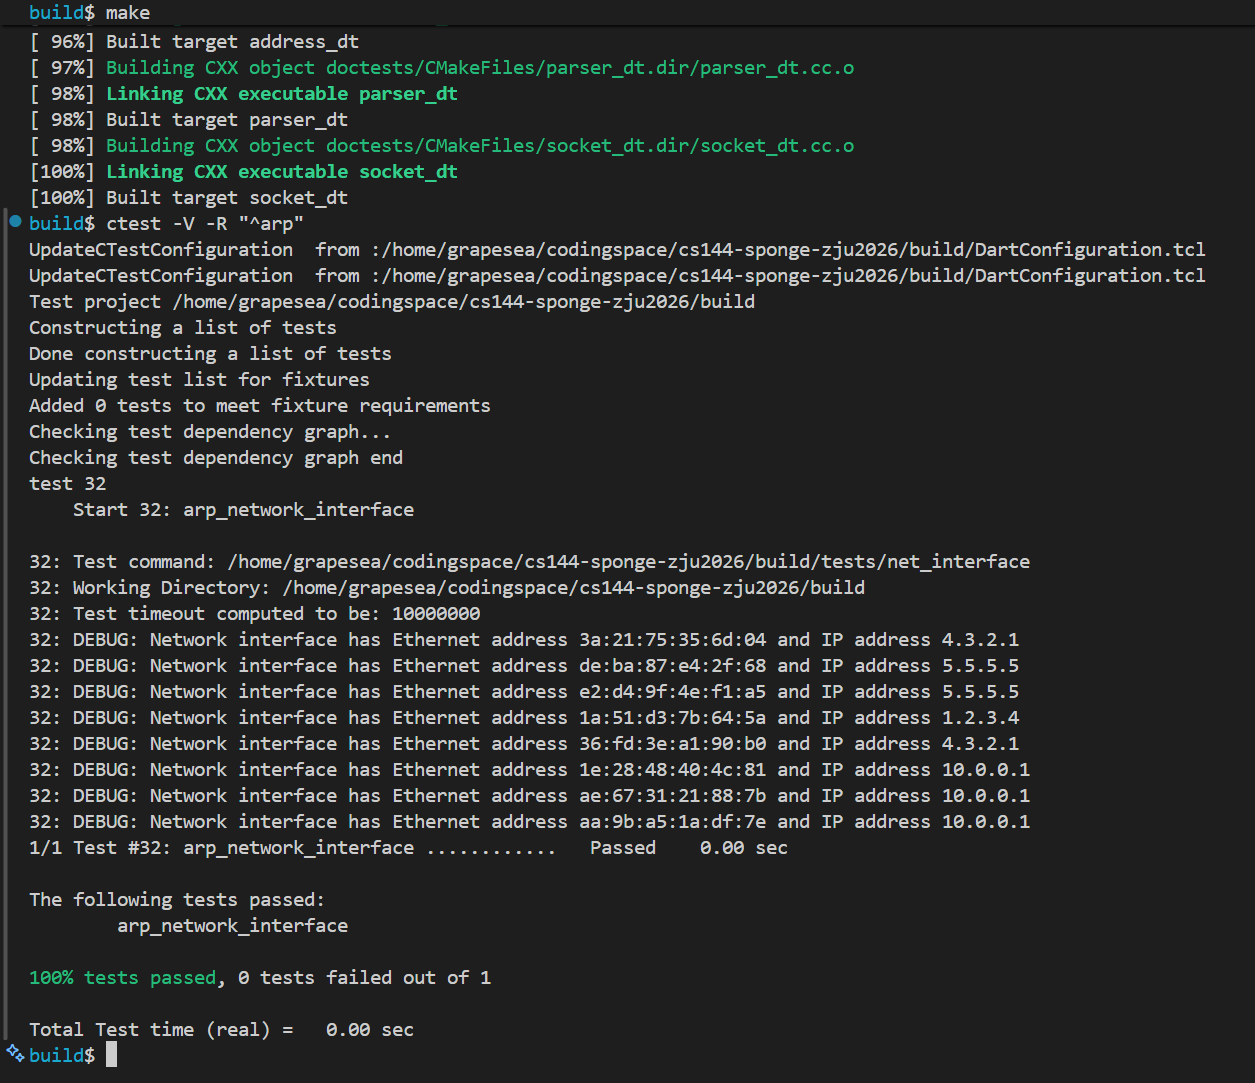 build$ make
[ 96%] Built target address_dt
[ 97%] Building CXX object doctests/CMakeFiles/parser_dt.dir/parser_dt.cc.o
[ 98%] Linking CXX executable parser_dt
[ 98%] Built target parser_dt
[ 98%] Building CXX object doctests/CMakeFiles/socket_dt.dir/socket_dt.cc.o
[100%] Linking CXX executable socket_dt
[100%] Built target socket_dt
build$ ctest -V -R "^arp"
UpdateCTestConfiguration  from :/home/grapesea/codingspace/cs144-sponge-zju2026/build/DartConfiguration.tcl
UpdateCTestConfiguration  from :/home/grapesea/codingspace/cs144-sponge-zju2026/build/DartConfiguration.tcl
Test project /home/grapesea/codingspace/cs144-sponge-zju2026/build
Constructing a list of tests
Done constructing a list of tests
Updating test list for fixtures
Added 0 tests to meet fixture requirements
Checking test dependency graph...
Checking test dependency graph end
test 32
    Start 32: arp_network_interface
32: Test command: /home/grapesea/codingspace/cs144-sponge-zju2026/build/tests/net_interface
32: Working Directory: /home/grapesea/codingspace/cs144-sponge-zju2026/build
32: Test timeout computed to be: 10000000
32: DEBUG: Network interface has Ethernet address 3a:21:75:35:6d:04 and IP address 4.3.2.1
32: DEBUG: Network interface has Ethernet address de:ba:87:e4:2f:68 and IP address 5.5.5.5
32: DEBUG: Network interface has Ethernet address e2:d4:9f:4e:f1:a5 and IP address 5.5.5.5
32: DEBUG: Network interface has Ethernet address 1a:51:d3:7b:64:5a and IP address 1.2.3.4
32: DEBUG: Network interface has Ethernet address 36:fd:3e:a1:90:b0 and IP address 4.3.2.1
32: DEBUG: Network interface has Ethernet address 1e:28:48:40:4c:81 and IP address 10.0.0.1
32: DEBUG: Network interface has Ethernet address ae:67:31:21:88:7b and IP address 10.0.0.1
32: DEBUG: Network interface has Ethernet address aa:9b:a5:1a:df:7e and IP address 10.0.0.1
1/1 Test #32: arp_network_interface ............   Passed    0.00 sec
The following tests passed:
        arp_network_interface
100% tests passed, 0 tests failed out of 1
Total Test time (real) =   0.00 sec
build$